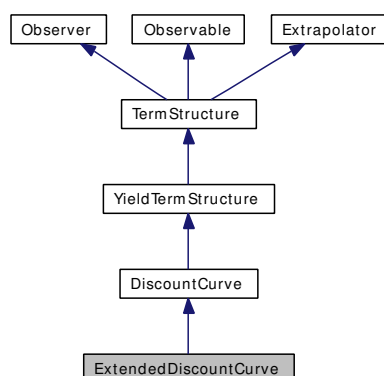 Observer Observable Extrapolator
TermStructure
YieldTermStructure
DiscountCurve
ExtendedDiscountCurve